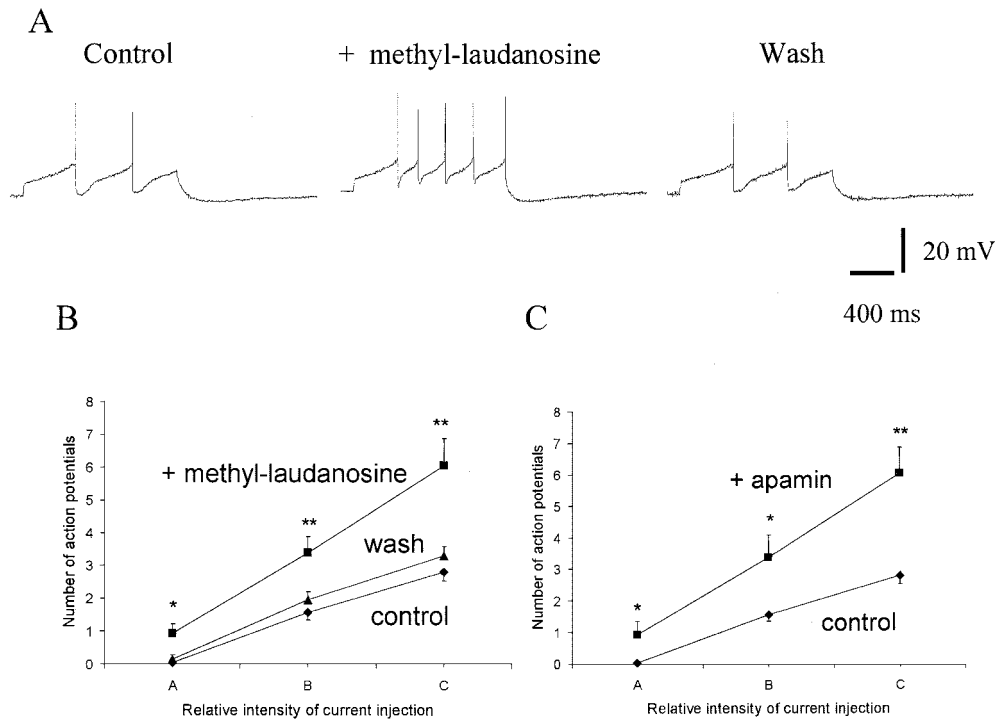 A
Control
+ methyl-laudanosine
Wash
20 mV
400 ms
B
8
7
6
5
4
3
2
1
0
Number of action potentials
+ methyl-laudanosine
wash
control
*
**
**
A
B
C
Relative intensity of current injection
C
8
7
6
5
4
3
2
1
0
Number of action potentials
+ apamin
control
*
*
**
A
B
C
Relative intensity of current injection